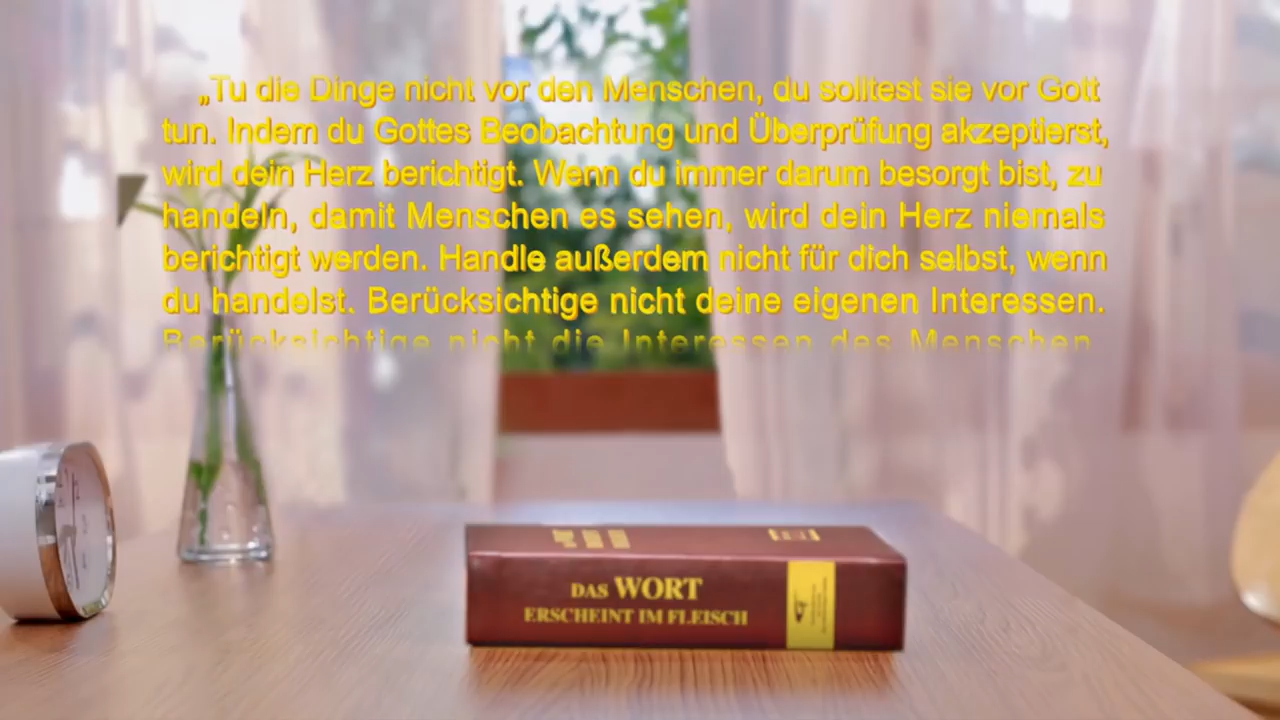 „Tu die Dinge nicht vor den Menschen, du solltest sie vor Gott
tun. Indem du Gottes Beobachtung und Überprüfung akzeptierst,
wird dein Herz berichtigt. Wenn du immer darum besorgt bist, zu
handeln, damit Menschen es sehen, wird dein Herz niemals
berichtigt werden. Handle außerdem nicht für dich selbst, wenn
du handelst. Berücksichtige nicht deine eigenen Interessen.
Berücksichtige nicht die Interessen des Menschen
DAS WORT
ERSCHEINT IM FLEISCH